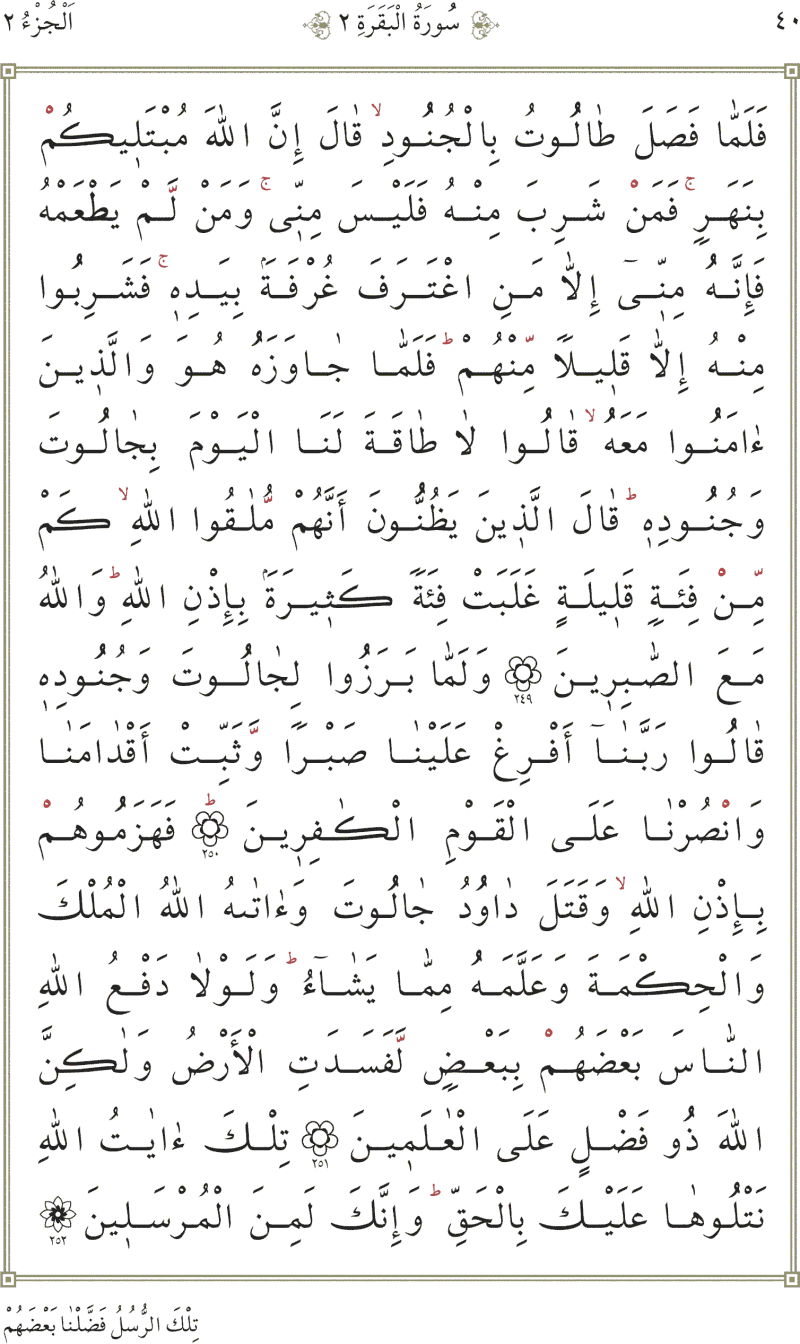 ٤٠ سُورَةُ الْبَقَرَةِ ٢ اَلْجُزْءُ ٢
فَلَمّٰا فَصَلَ طٰالُوتُ بِالْجُنُودِ ۙ قٰالَ إِنَّ اللّٰهَ مُبْتَلٖيكُمْ
بِنَهَرٍ ۚ فَمَنْ شَرِبَ مِنْهُ فَلَيْسَ مِنّٖى ۚ وَمَنْ لَّمْ يَطْعَمْهُ
فَإِنَّهُ مِنّٖىٓ إِلّٰا مَنِ اغْتَرَفَ غُرْفَةً بِيَدِهٖ ۚ فَشَرِبُوا
مِنْهُ إِلّٰا قَلٖيلًا مِّنْهُمْ ۗ فَلَمّٰا جٰاوَزَهُ هُوَ وَالَّذٖينَ
ءٰامَنُوا مَعَهُ ۙ قٰالُوا لٰا طٰاقَةَ لَنَا الْيَوْمَ بِجٰالُوتَ
وَجُنُودِهٖ ۗ قٰالَ الَّذٖينَ يَظُنُّونَ أَنَّهُمْ مُّلٰقُوا اللّٰهِ ۙ كَمْ
مِّنْ فِئَةٍ قَلٖيلَةٍ غَلَبَتْ فِئَةً كَثٖيرَةً بِإِذْنِ اللّٰهِ ۗ وَاللّٰهُ
مَعَ الصّٰبِرٖينَ ٢٤٩ وَلَمّٰا بَرَزُوا لِجٰالُوتَ وَجُنُودِهٖ
قٰالُوا رَبَّنٰآ أَفْرِغْ عَلَيْنٰا صَبْرًا وَّثَبِّتْ أَقْدٰامَنٰا
وَانْصُرْنٰا عَلَى الْقَوْمِ الْكٰفِرٖينَ ۗ ٢٥٠ فَهَزَمُوهُمْ
بِإِذْنِ اللّٰهِ ۙ وَقَتَلَ دٰاوُدُ جٰالُوتَ وَءٰاتٰىهُ اللّٰهُ الْمُلْكَ
وَالْحِكْمَةَ وَعَلَّمَهُ مِمّٰا يَشٰآءُ ۗ وَلَوْلٰا دَفْعُ اللّٰهِ
النّٰاسَ بَعْضَهُمْ بِبَعْضٍ لَّفَسَدَتِ الْأَرْضُ وَلٰكِنَّ
اللّٰهَ ذُو فَضْلٍ عَلَى الْعٰلَمٖينَ ٢٥١ تِلْكَ ءٰايٰتُ اللّٰهِ
نَتْلُوهٰا عَلَيْكَ بِالْحَقِّ ۗ وَإِنَّكَ لَمِنَ الْمُرْسَلٖينَ ٢٥٢
تِلْكَ الرُّسُلُ فَضَّلْنٰا بَعْضَهُمْ